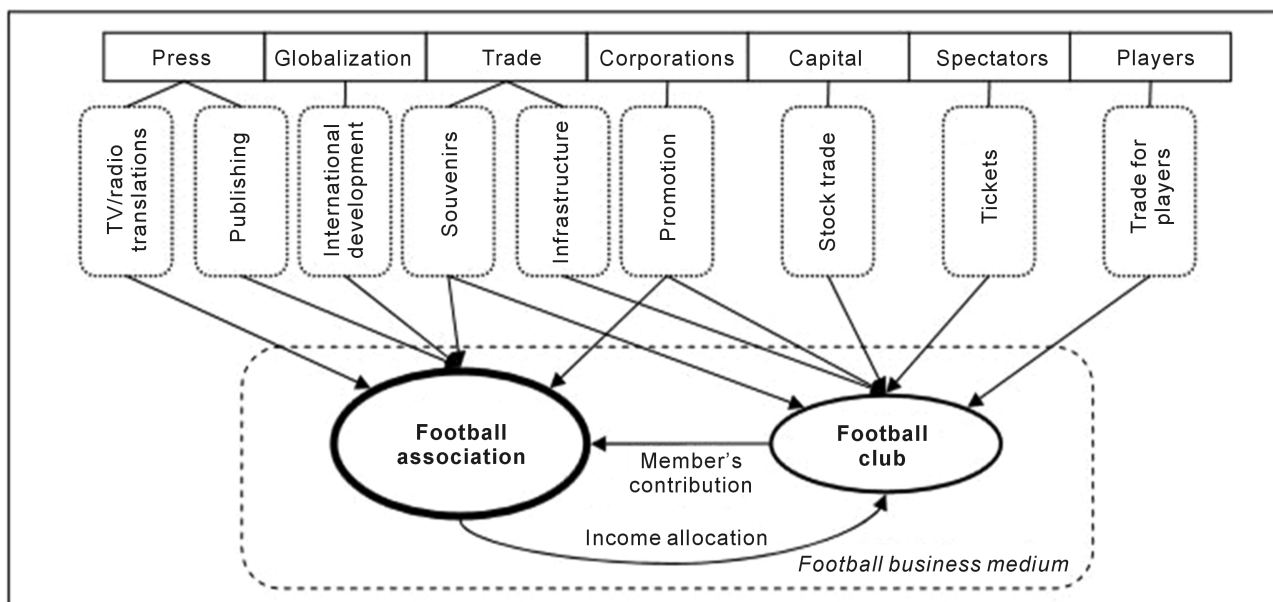 Press Globalization Trade Corporations Capital Spectators Players
TV/radio
translations
Publishing
International
development
Souvenirs
Infrastructure
Promotion
Stock trade
Tickets
Trade for
players
Football
association
Football
club
Member’s
contribution
Income allocation
Football business medium